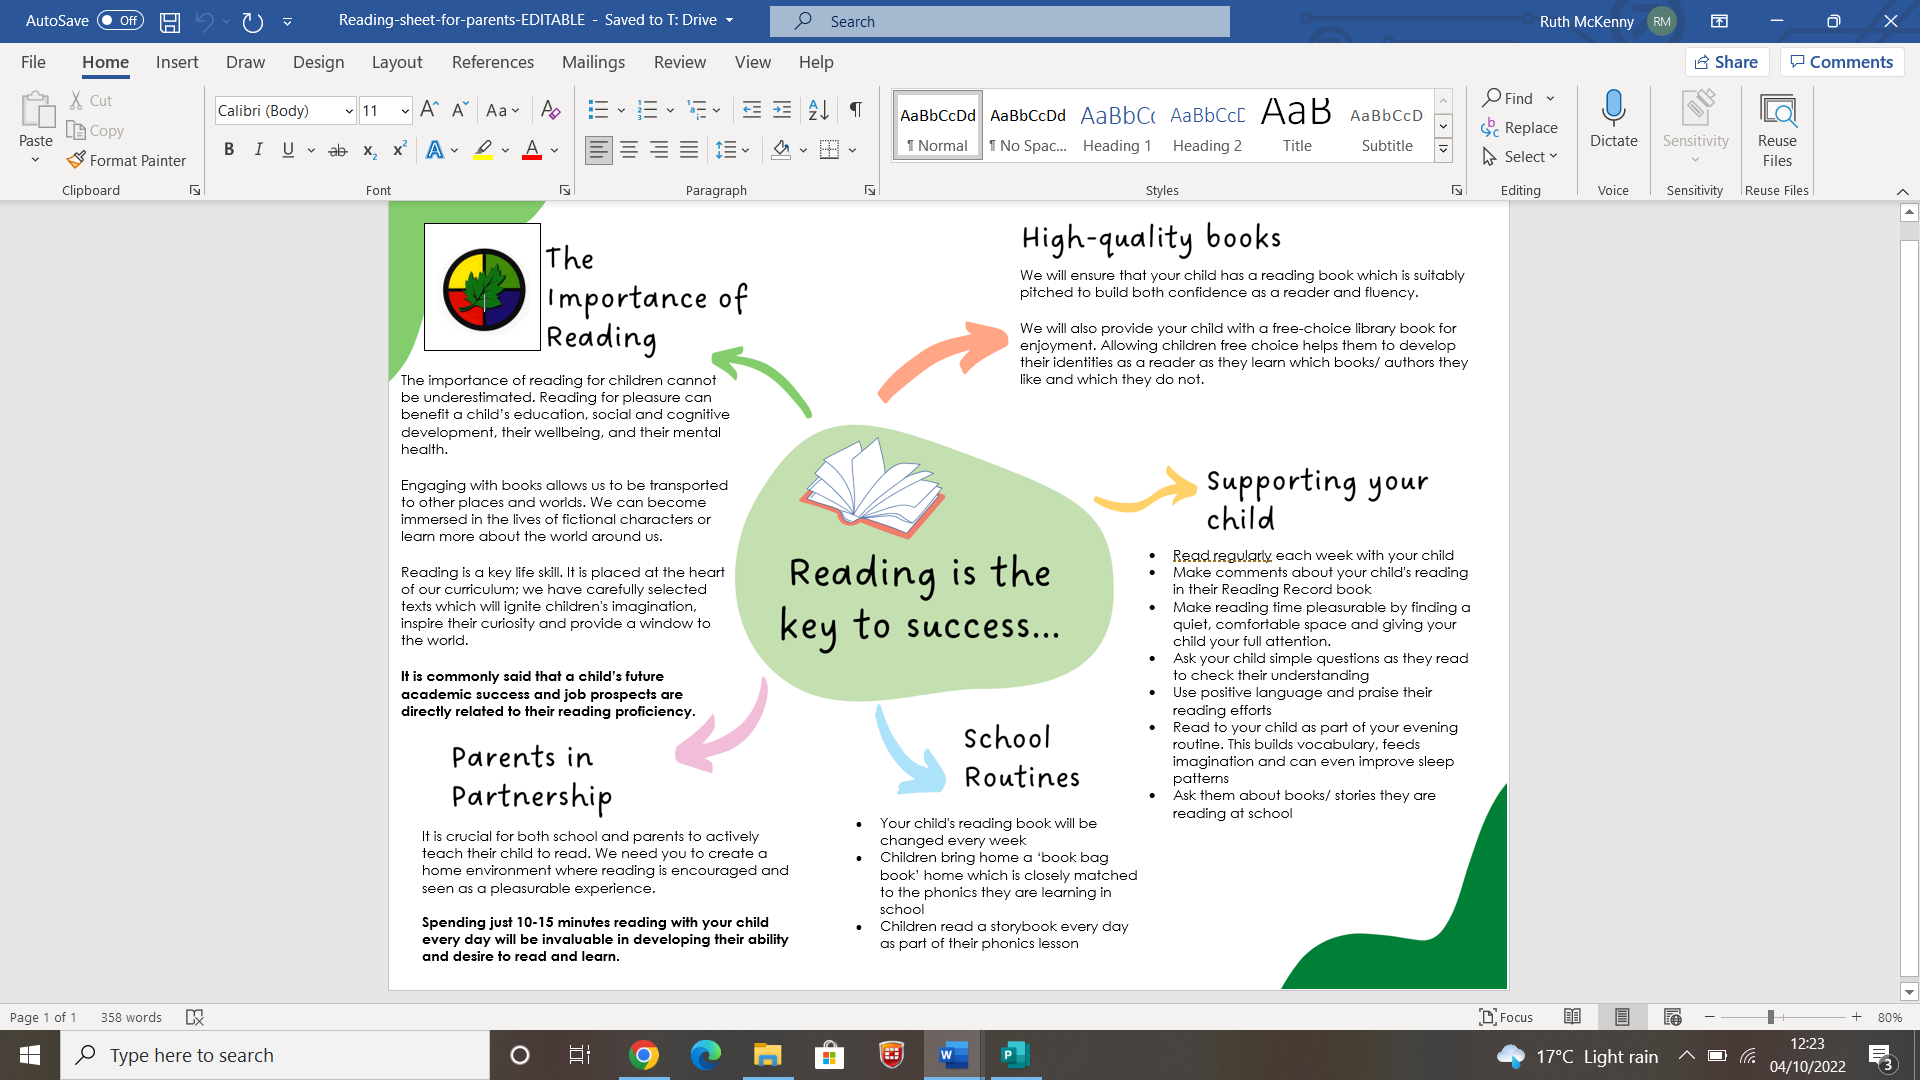 AutoSave Off
Reading-sheet-for-parents-EDITABLE - Saved to T: Drive
Search
Ruth McKenny RM
File Home Insert Draw Design Layout References Mailings Review View Help
Share Comments
Paste
Cut
Copy
Format Painter
Clipboard
Calibri (Body) 11
Aa
B I U ab x₂ x²
Font
Paragraph
AaBbCcDd
¶ Normal
AaBbCcDd
¶ No Spac...
AaBbCc
Heading 1
AaBbCcC
Heading 2
AaB
Title
AaBbCcD
Subtitle
Styles
Find
Replace
Select
Editing
Dictate
Voice
Sensitivity
Sensitivity
Reuse
Files
Reuse Files
The
Importance of
Reading
The importance of reading for children cannot
be underestimated. Reading for pleasure can
benefit a child’s education, social and cognitive
development, their wellbeing, and their mental
health.
Engaging with books allows us to be transported
to other places and worlds. We can become
immersed in the lives of fictional characters or
learn more about the world around us.
Reading is a key life skill. It is placed at the heart
of our curriculum; we have carefully selected
texts which will ignite children's imagination,
inspire their curiosity and provide a window to
the world.
It is commonly said that a child’s future
academic success and job prospects are
directly related to their reading proficiency.
High-quality books
We will ensure that your child has a reading book which is suitably
pitched to build both confidence as a reader and fluency.
We will also provide your child with a free-choice library book for
enjoyment. Allowing children free choice helps them to develop
their identities as a reader as they learn which books/ authors they
like and which they do not.
Reading is the
key to success...
Supporting your
child
• Read regularly each week with your child
• Make comments about your child's reading
in their Reading Record book
• Make reading time pleasurable by finding a
quiet, comfortable space and giving your
child your full attention.
• Ask your child simple questions as they read
to check their understanding
• Use positive language and praise their
reading efforts
• Read to your child as part of your evening
routine. This builds vocabulary, feeds
imagination and can even improve sleep
patterns
• Ask them about books/ stories they are
reading at school
Parents in
Partnership
It is crucial for both school and parents to actively
teach their child to read. We need you to create a
home environment where reading is encouraged and
seen as a pleasurable experience.
Spending just 10-15 minutes reading with your child
every day will be invaluable in developing their ability
and desire to read and learn.
School
Routines
• Your child's reading book will be
changed every week
• Children bring home a ‘book bag
book’ home which is closely matched
to the phonics they are learning in
school
• Children read a storybook every day
as part of their phonics lesson
Page 1 of 1 358 words
Focus
80%
Type here to search
17°C Light rain
12:23
04/10/2022
3